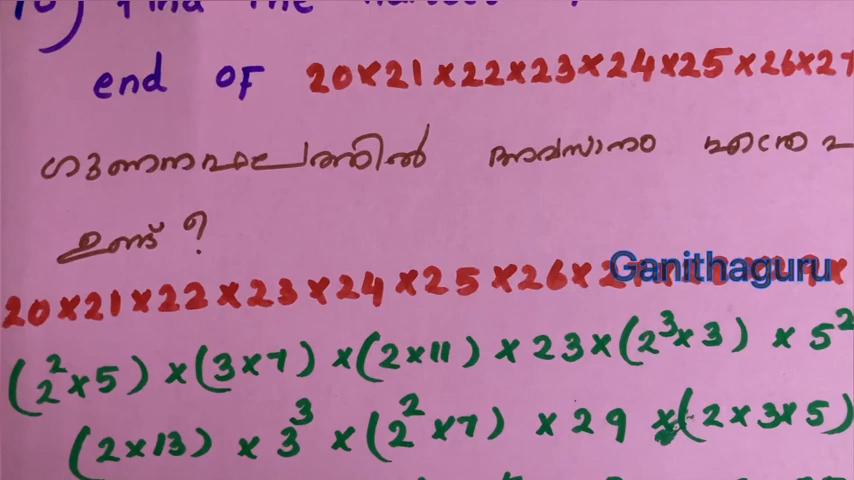 end OF 20×21×22×23×24×25×26×27
ഗുണനഫലത്തിൽ അവസാനം എത്ര
ഉണ്ട് ?
Ganithaguru
20×21×22×23×24×25×26×
(2²×5) ×(3×7) ×(2×11) × 23×(2³×3) × 5²
(2×13) × 3³ ×(2²×7) × 29 ×(2×3×5)